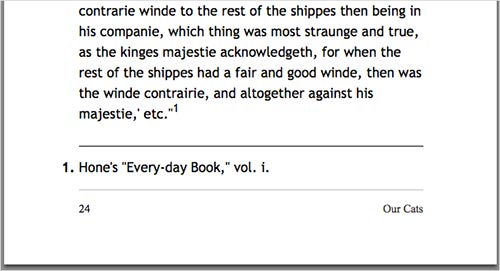 contrarie winde to the rest of the shippes then being in
his companie, which thing was most straunge and true,
as the kinges majestie acknowledgeth, for when the
rest of the shippes had a fair and good winde, then was
the winde contrairie, and altogether against his
majestie,' etc."1
1. Hone's "Every-day Book," vol. i.
24 Our Cats